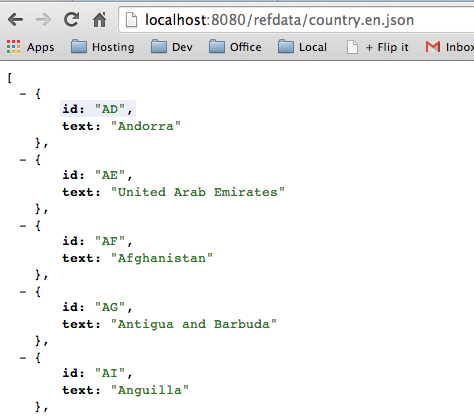 localhost:8080/refdata/country.en.json
Apps Hosting Dev Office Local + Flip it Inbox
[
- {
id: "AD",
text: "Andorra"
},
- {
id: "AE",
text: "United Arab Emirates"
},
- {
id: "AF",
text: "Afghanistan"
},
- {
id: "AG",
text: "Antigua and Barbuda"
},
- {
id: "AI",
text: "Anguilla"
},